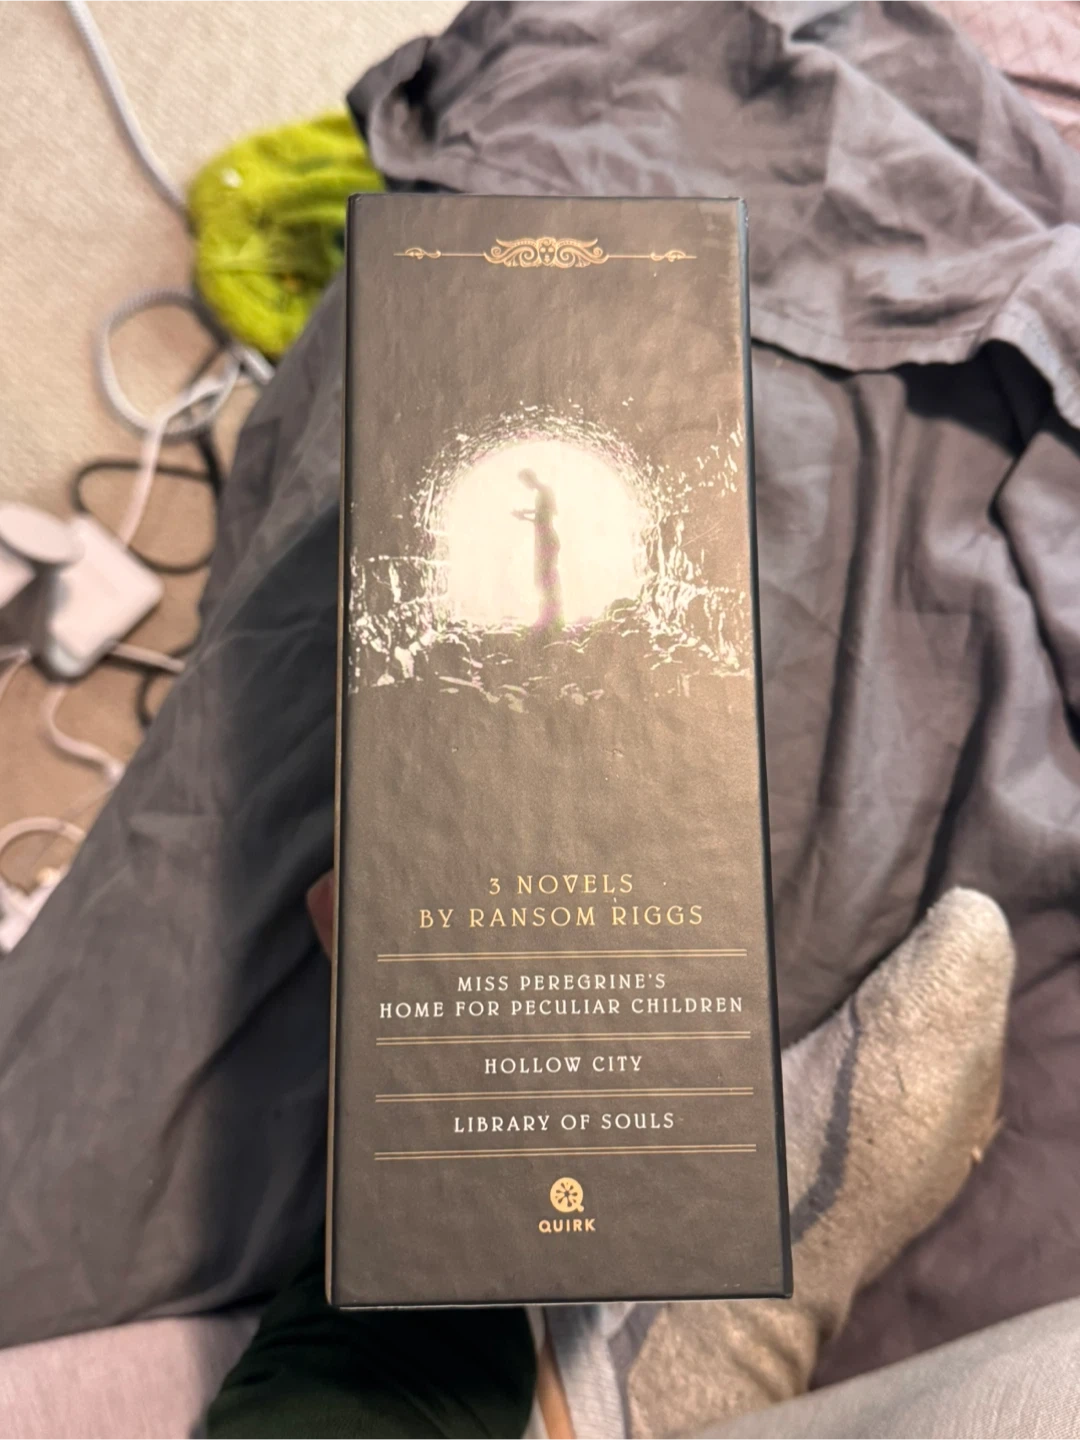 3 NOVELS
BY RANSOM RIGGS
MISS PEREGRINE'S
HOME FOR PECULIAR CHILDREN
HOLLOW CITY
LIBRARY OF SOULS
QUIRK